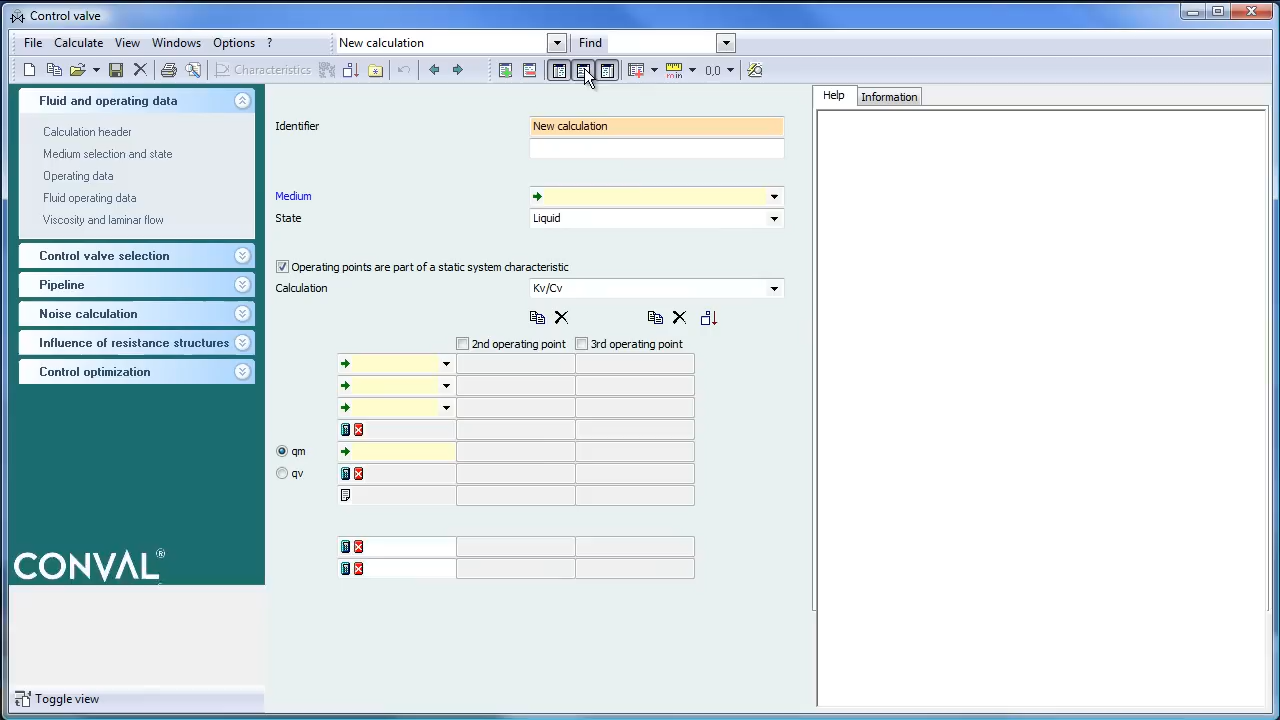 Control valve
File Calculate View Windows Options ? New calculation Find
Characteristics min 0,0
Fluid and operating data
Calculation header
Medium selection and state
Operating data
Fluid operating data
Viscosity and laminar flow
Control valve selection
Pipeline
Noise calculation
Influence of resistance structures
Control optimization
CONVAL®
Toggle view
Identifier New calculation
Medium
State Liquid
Operating points are part of a static system characteristic
Calculation Kv/Cv
2nd operating point 3rd operating point
qm
qv
Help Information